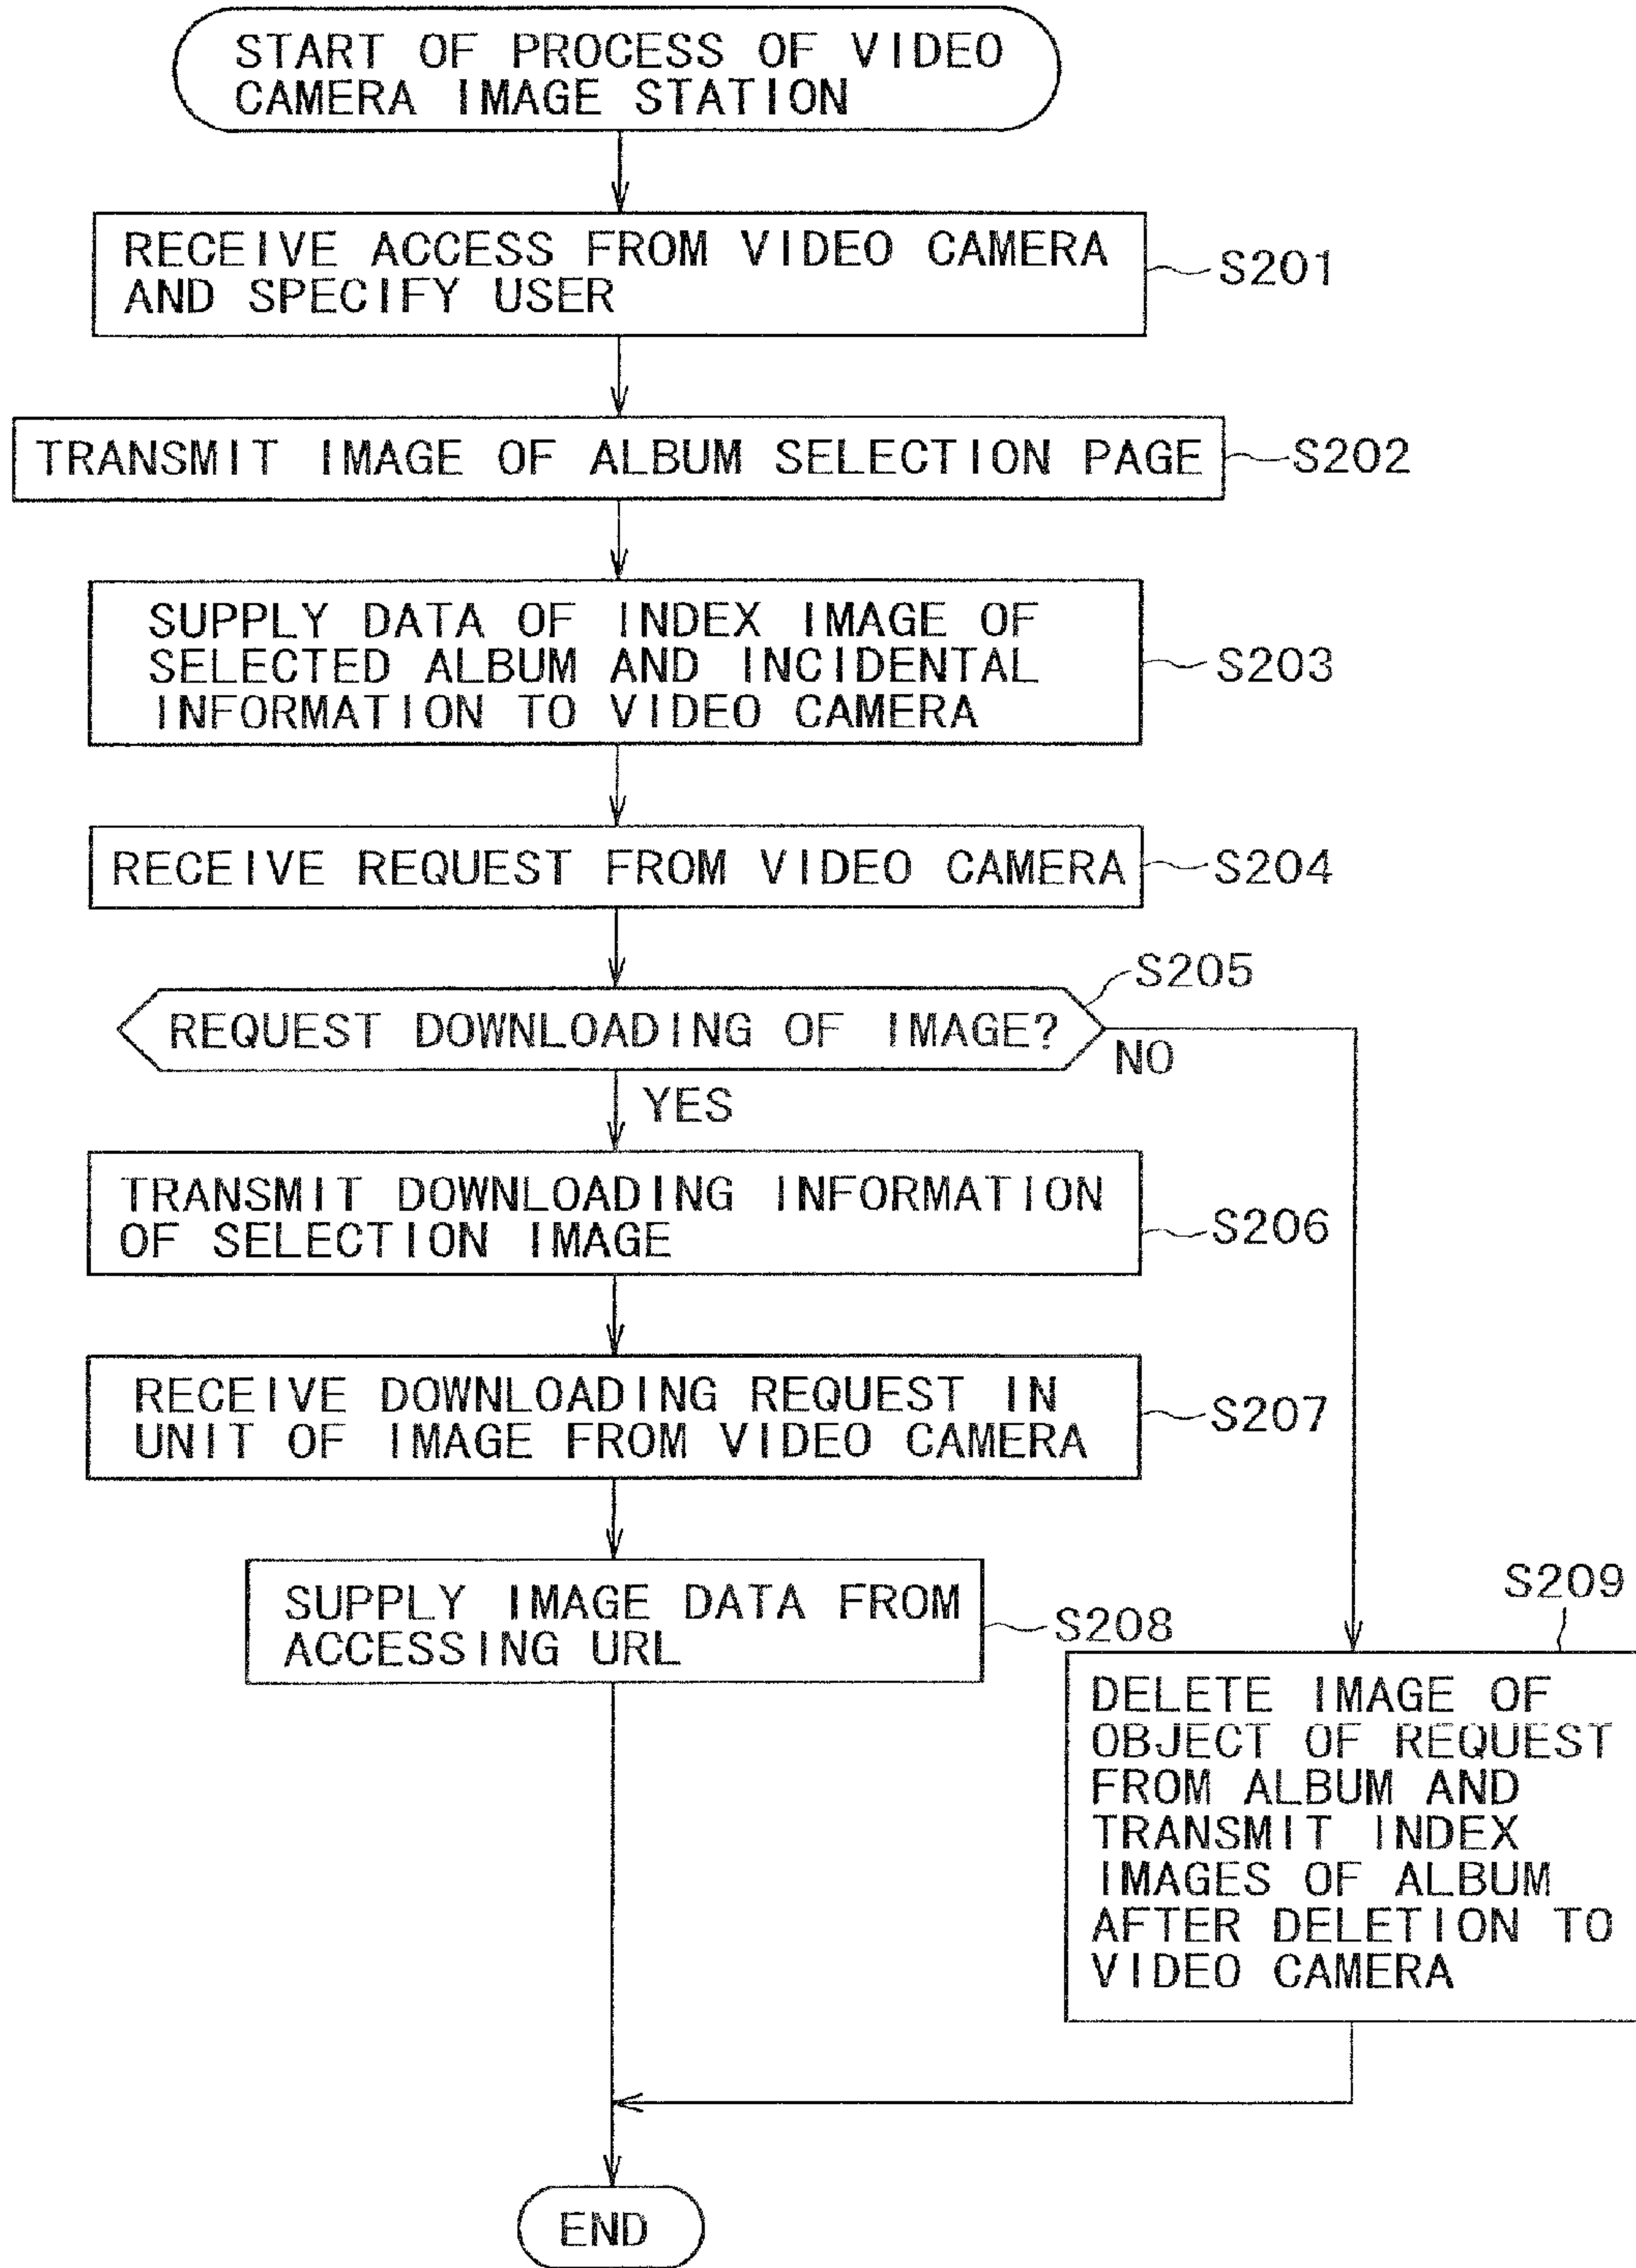 START OF PROCESS OF VIDEO
CAMERA IMAGE STATION
RECEIVE ACCESS FROM VIDEO CAMERA
AND SPECIFY USER
S201
TRANSMIT IMAGE OF ALBUM SELECTION PAGE
S202
SUPPLY DATA OF INDEX IMAGE OF
SELECTED ALBUM AND INCIDENTAL
INFORMATION TO VIDEO CAMERA
S203
RECEIVE REQUEST FROM VIDEO CAMERA
S204
S205
REQUEST DOWNLOADING OF IMAGE?
NO
YES
TRANSMIT DOWNLOADING INFORMATION
OF SELECTION IMAGE
S206
RECEIVE DOWNLOADING REQUEST IN
UNIT OF IMAGE FROM VIDEO CAMERA
S207
SUPPLY IMAGE DATA FROM
ACCESSING URL
S208
S209
DELETE IMAGE OF
OBJECT OF REQUEST
FROM ALBUM AND
TRANSMIT INDEX
IMAGES OF ALBUM
AFTER DELETION TO
VIDEO CAMERA
END